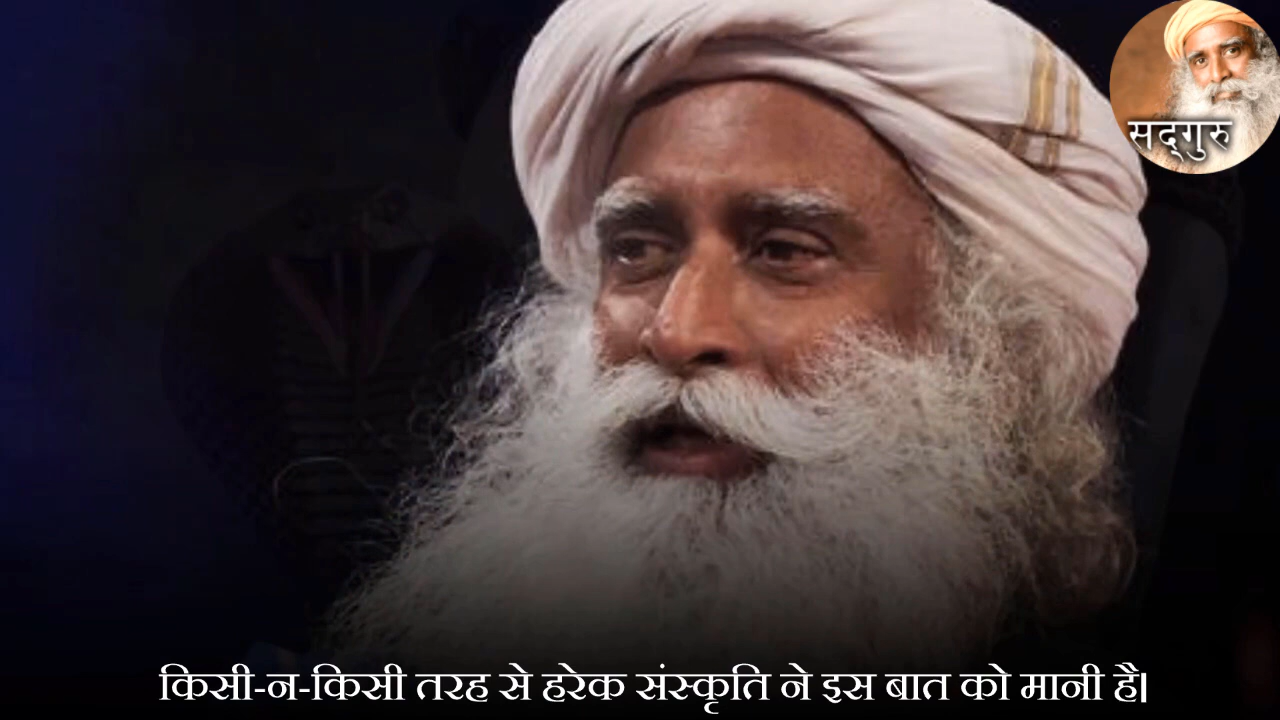 सद्गुरु
किसी-न-किसी तरह से हरेक संस्कृति ने इस बात को मानी है।